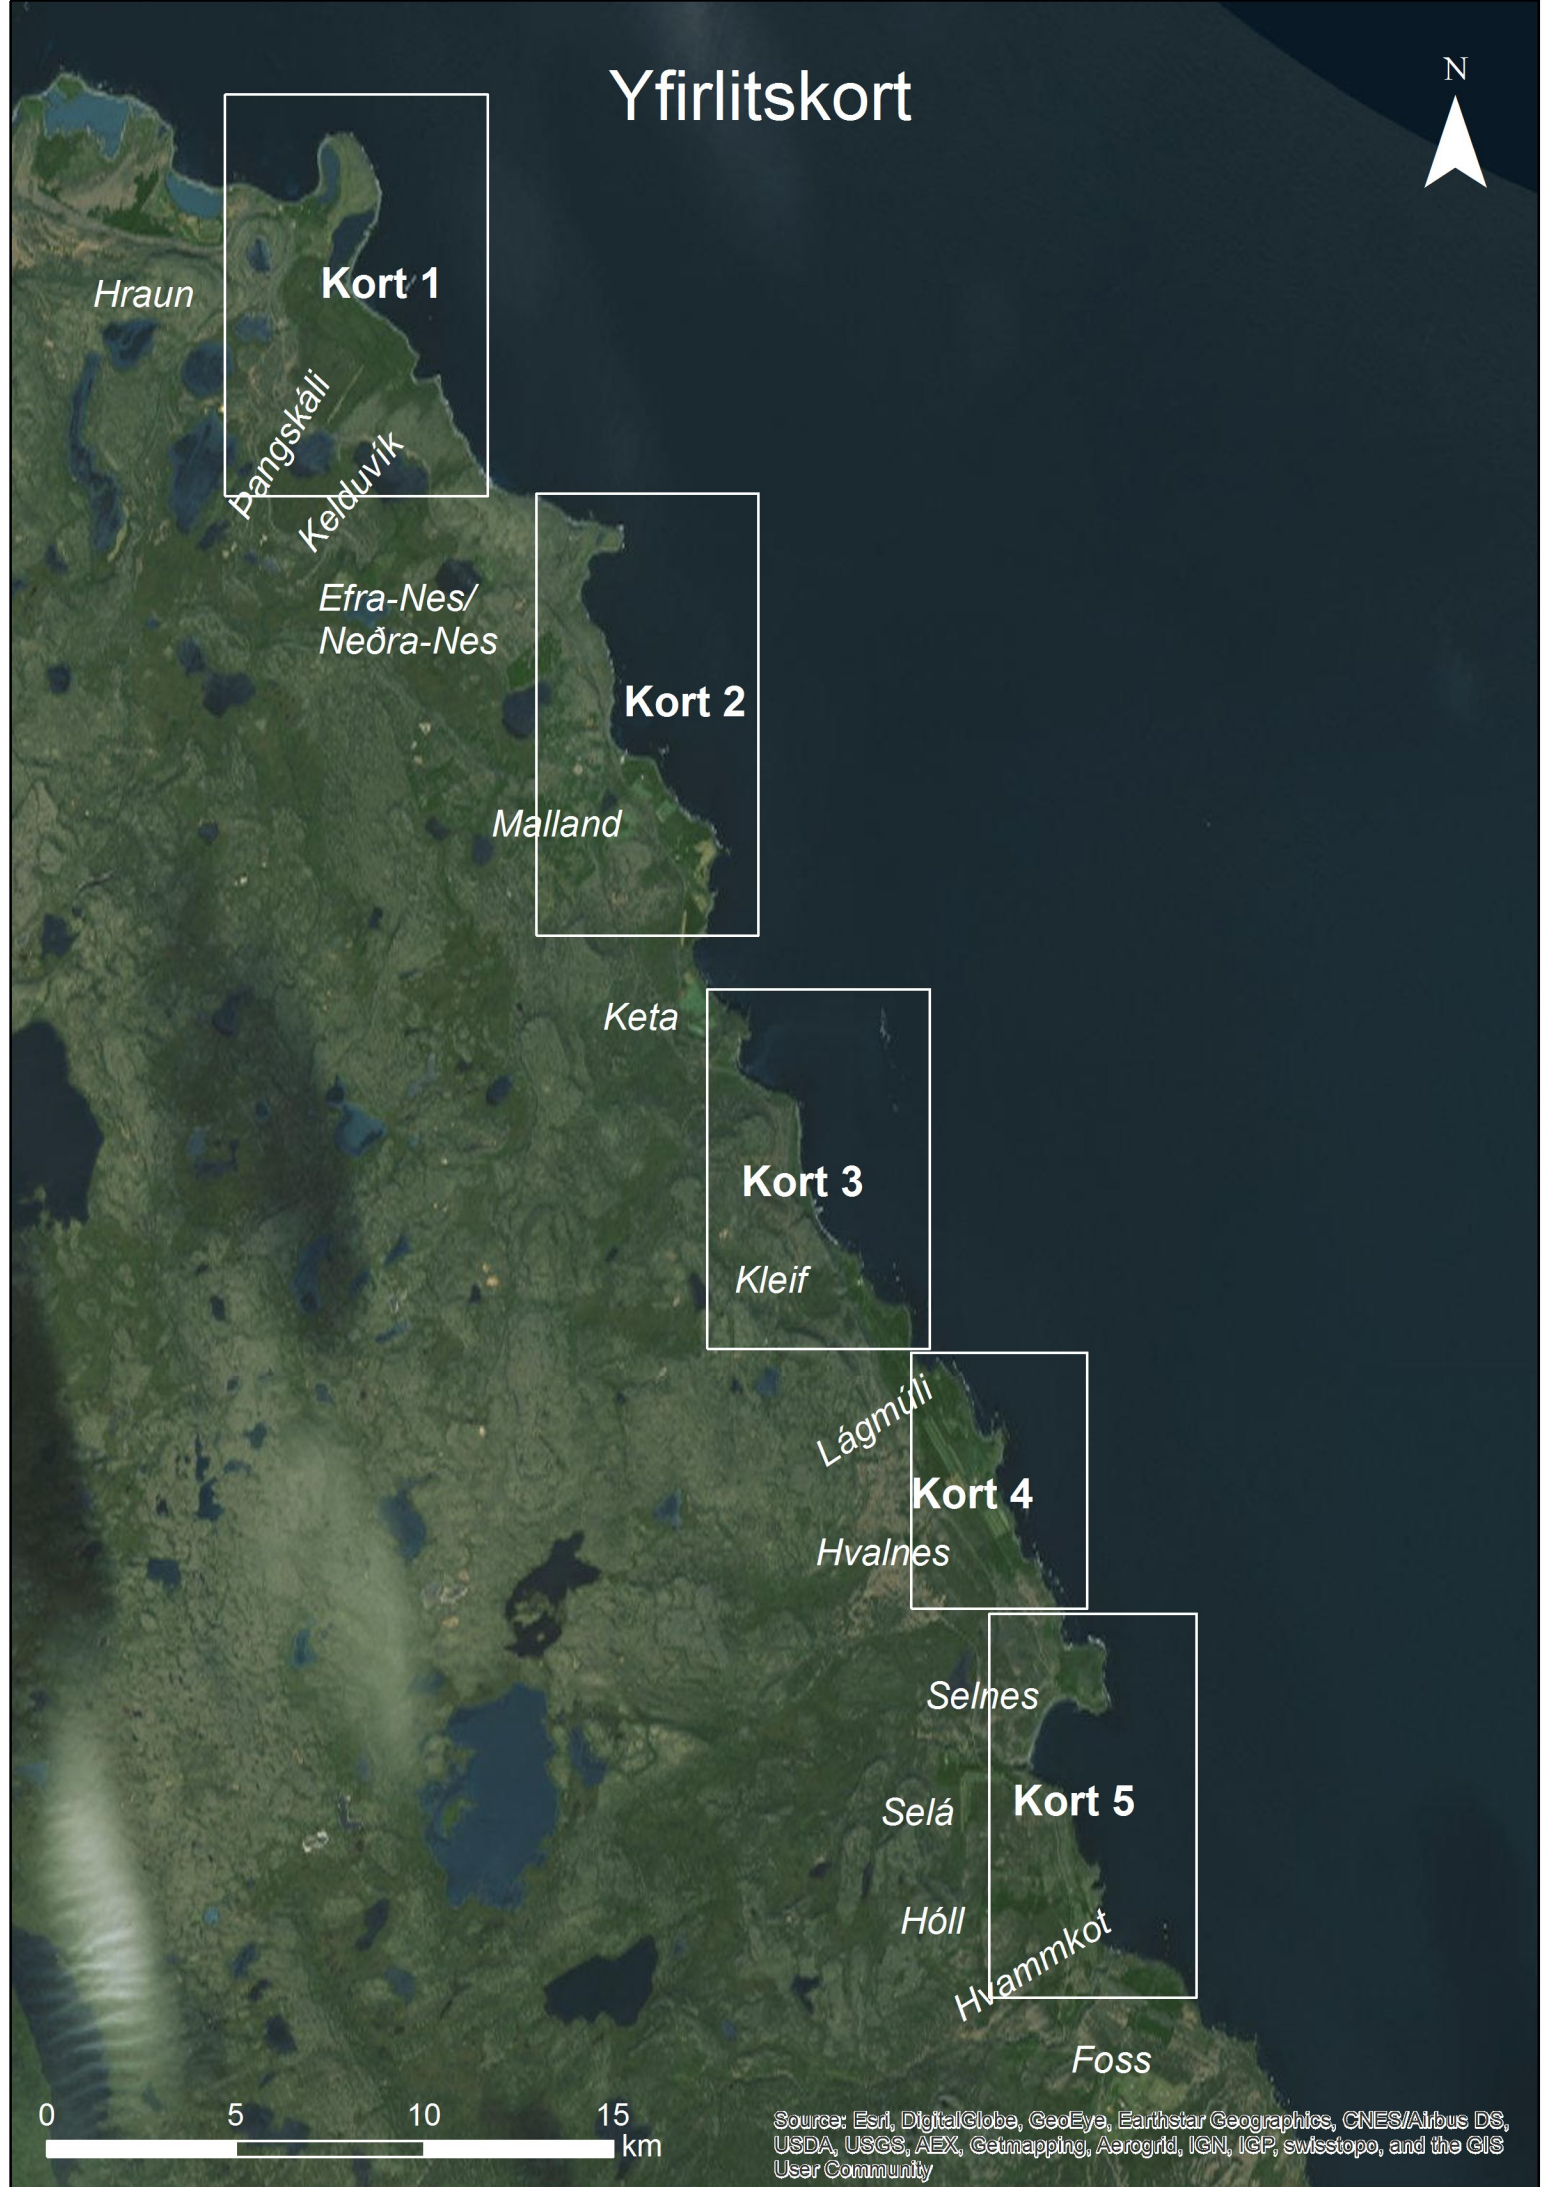 Yfirlitskort
N
Kort 1
Hraun
Þangskáli
Kelduvík
Efra-Nes/
Neðra-Nes
Kort 2
Malland
Keta
Kort 3
Kleif
Lágmúli
Kort 4
Hvalnes
Selnes
Kort 5
Selá
Hóll
Hvammkot
Foss
0 5 10 15
km
Source: Esri, DigitalGlobe, GeoEye, Earthstar Geographics, CNES/Airbus DS,
USDA, USGS, AEX, Getmapping, Aerogrid, IGN, IGP, swisstopo, and the GIS
User Community